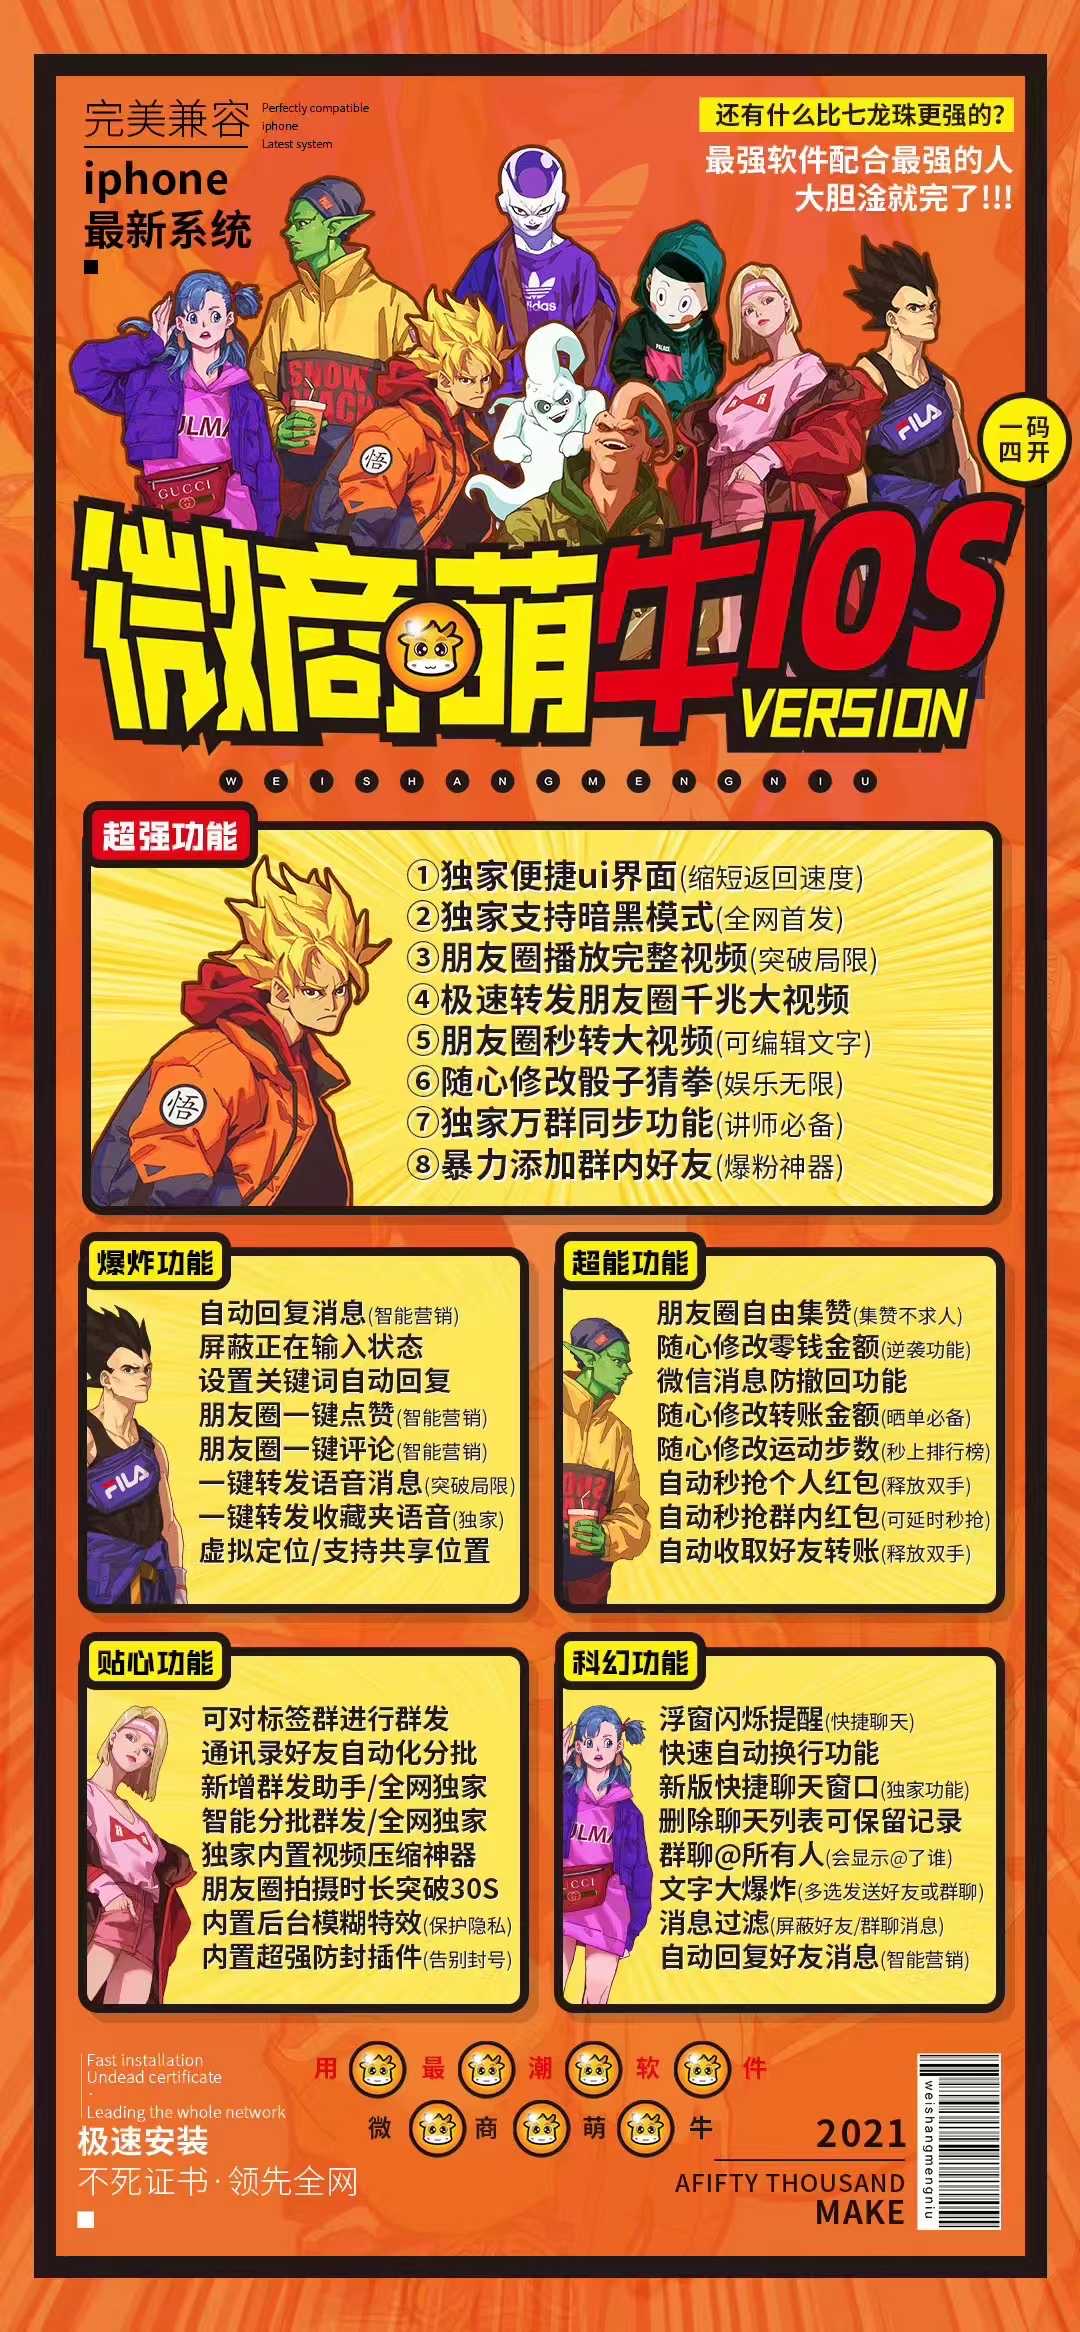 完美兼容
Perfectly compatible
iphone
Latest system
iphone
最新系统
还有什么比七龙珠更强的?
最强软件配合最强的人
大胆淦就完了!!!
adidas
PALACE
ULMA
GUCCI
悟
FILA
一码
四开
微商萌牛IOS
VERSION
WEISHANGMENGNIU
超强功能
悟
①独家便捷ui界面(缩短返回速度)
②独家支持暗黑模式(全网首发)
③朋友圈播放完整视频(突破局限)
④极速转发朋友圈千兆大视频
⑤朋友圈秒转大视频(可编辑文字)
⑥随心修改骰子猜拳(娱乐无限)
⑦独家万群同步功能(讲师必备)
⑧暴力添加群内好友(爆粉神器)
爆炸功能
FILA
自动回复消息(智能营销)
屏蔽正在输入状态
设置关键词自动回复
朋友圈一键点赞(智能营销)
朋友圈一键评论(智能营销)
一键转发语音消息(突破局限)
一键转发收藏夹语音(独家)
虚拟定位/支持共享位置
超能功能
朋友圈自由集赞(集赞不求人)
随心修改零钱金额(逆袭功能)
微信消息防撤回功能
随心修改转账金额(晒单必备)
随心修改运动步数(秒上排行榜)
自动秒抢个人红包(释放双手)
自动秒抢群内红包(可延时秒抢)
自动收取好友转账(释放双手)
贴心功能
可对标签群进行群发
通讯录好友自动化分批
新增群发助手/全网独家
智能分批群发/全网独家
独家内置视频压缩神器
朋友圈拍摄时长突破30S
内置后台模糊特效(保护隐私)
内置超强防封插件(告别封号)
科幻功能
ULMA
浮窗闪烁提醒(快捷聊天)
快速自动换行功能
新版快捷聊天窗口(独家功能)
删除聊天列表可保留记录
群聊@所有人(会显示@了谁)
文字大爆炸(多选发送好友或群聊)
消息过滤(屏蔽好友/群聊消息)
自动回复好友消息(智能营销)
Fast installation
Undead certificate
Leading the whole network
极速安装
不死证书·领先全网
用最潮软件
微商萌牛
2021
AFIFTY THOUSAND
MAKE
weishangmengniu